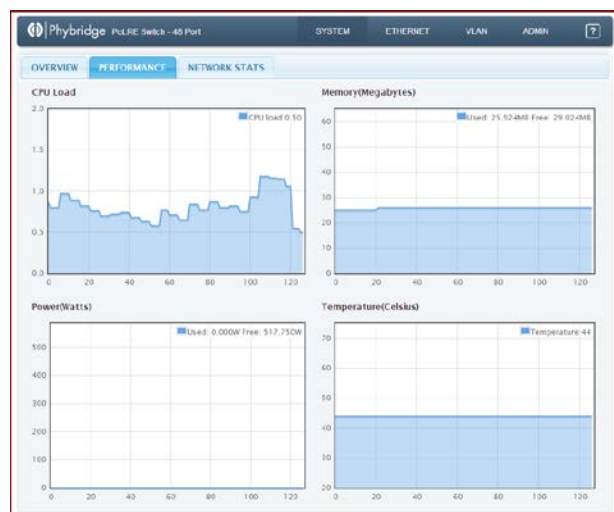 Phybridge PoLRE Switch - 48 Port SYSTEM ETHERNET VLAN ADMIN ?
OVERVIEW PERFORMANCE NETWORK STATS
CPU Load
CPU load 0.50
2.0
1.5
1.0
0.5
0.0
0 20 40 60 80 100 120
Memory(Megabytes)
Used: 25.924MB Free: 29.024MB
60
50
40
30
20
10
0
0 20 40 60 80 100 120
Power(Watts)
Used: 0.000W Free: 517.750W
500
400
300
200
100
0
0 20 40 60 80 100 120
Temperature(Celsius)
Temperature:44
70
60
50
40
30
20
0 20 40 60 80 100 120